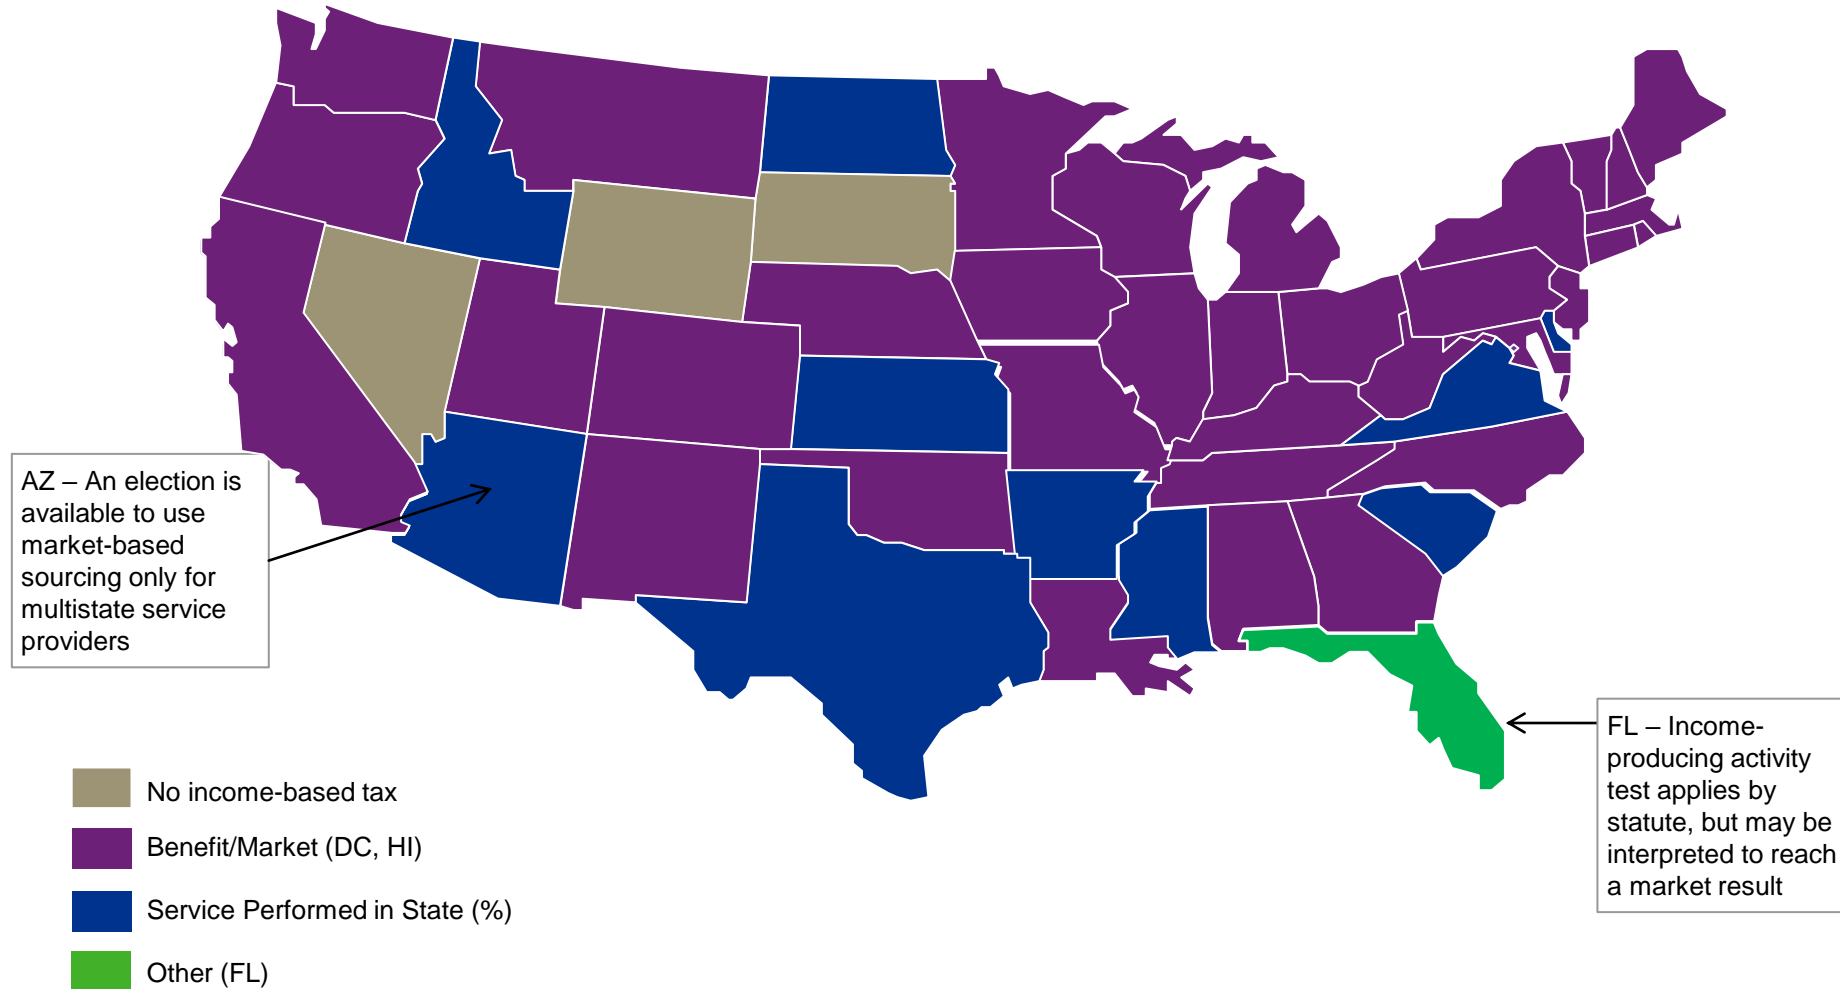 AZ – An election is
available to use
market-based
sourcing only for
multistate service
providers
FL – Income-
producing activity
test applies by
statute, but may be
interpreted to reach
a market result
No income-based tax
Benefit/Market (DC, HI)
Service Performed in State (%)
Other (FL)